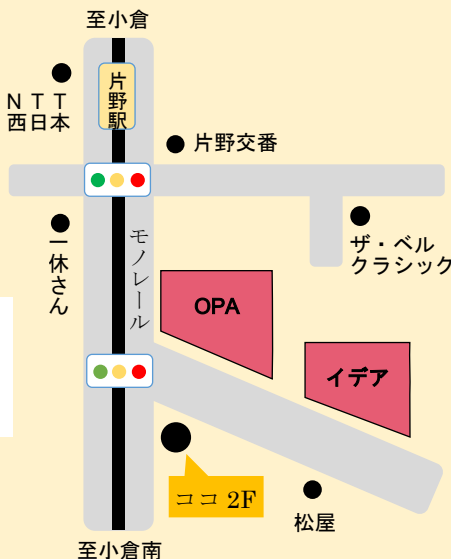 至小倉
片野駅
ＮＴＴ
西日本
片野交番
一休さん
モノレール
ザ・ベル
クラシック
OPA
イデア
ココ 2F
松屋
至小倉南